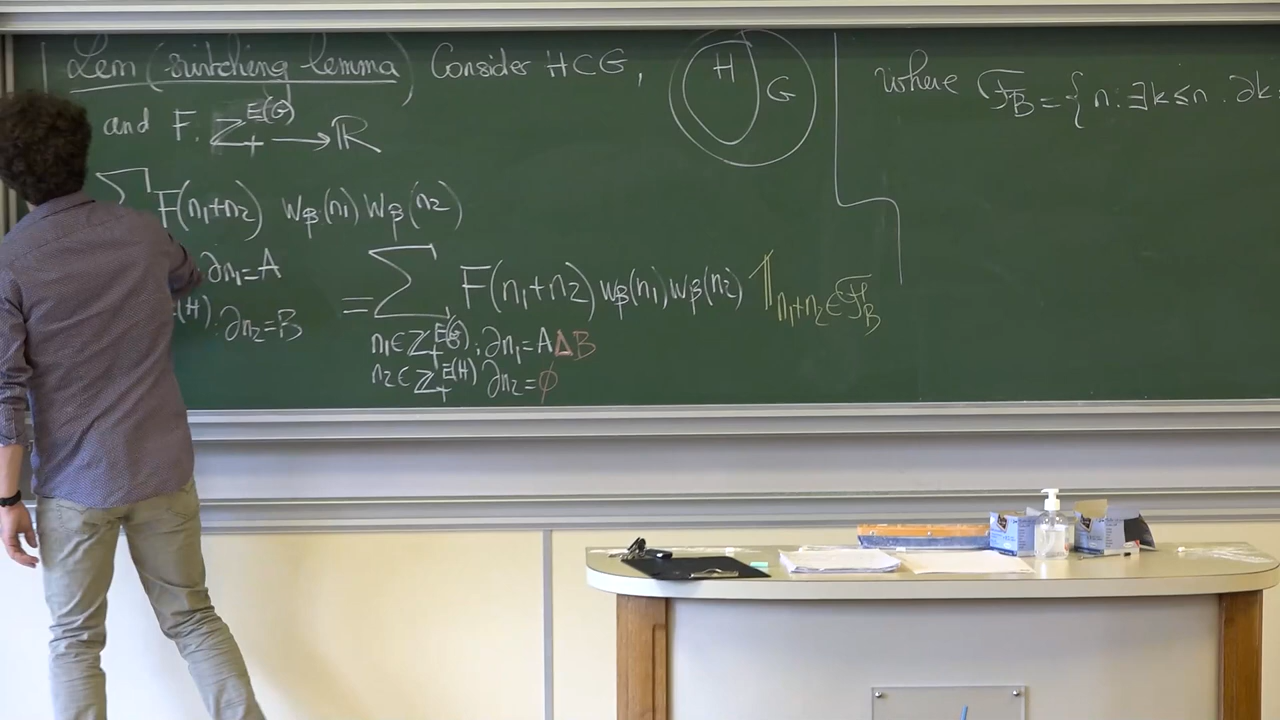 Lem (switching lemma) Consider H⊂G,
and F: ℤ₊^{E(G)} → ℝ
∑ F(n₁+n₂) w_β(n₁) w_β(n₂)
∂n₁=A
(H): ∂n₂=B
= ∑ F(n₁+n₂) w_β(n₁) w_β(n₂) 𝟙_{n₁+n₂∈ℱ_B}
n₁∈ℤ₊^{E(G)}: ∂n₁=AΔB
n₂∈ℤ₊^{E(H)} ∂n₂=∅
H
G
where ℱ_B={n: ∃k≤n. ∂k